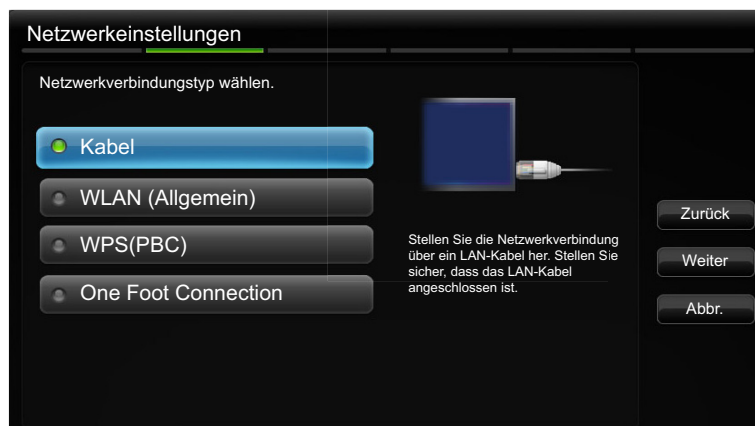 Netzwerkeinstellungen
Netzwerkverbindungstyp wählen.
Kabel
WLAN (Allgemein)
WPS(PBC)
One Foot Connection
Stellen Sie die Netzwerkverbindung
über ein LAN-Kabel her. Stellen Sie
sicher, dass das LAN-Kabel
angeschlossen ist.
Zurück
Weiter
Abbr.